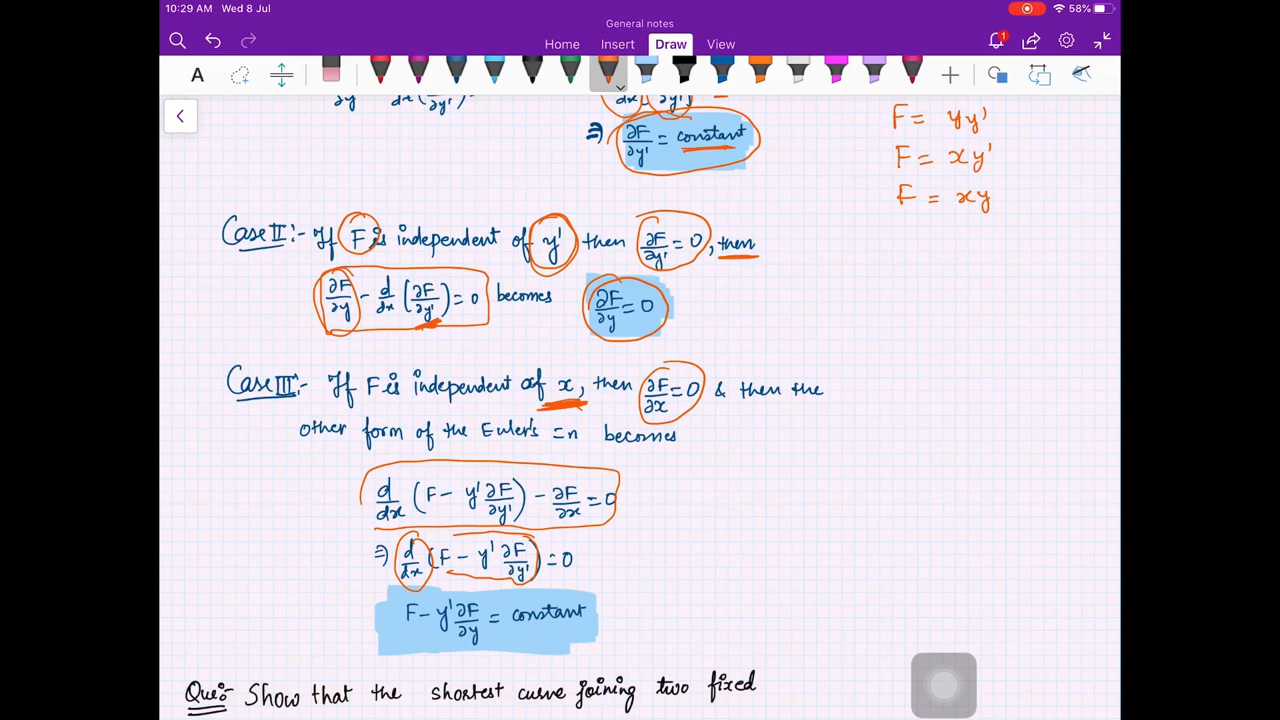 10:29 AM Wed 8 Jul
58%
General notes
Home Insert Draw View
1
A
∂y dx(∂y')
dx ∂y'
⇒ ∂F/∂y' = constant
F = yy'
F = xy'
F = xy
Case II:- If F is independent of y' then ∂F/∂y' = 0, then
∂F/∂y - d/dx (∂F/∂y') = 0 becomes ∂F/∂y = 0
Case III:- If F is independent of x, then ∂F/∂x = 0 & then the
other form of the Euler's =n becomes
d/dx (F - y' ∂F/∂y') - ∂F/∂x = 0
⇒ d/dx (F - y' ∂F/∂y') = 0
F - y' ∂F/∂y = constant
Que:- Show that the shortest curve joining two fixed